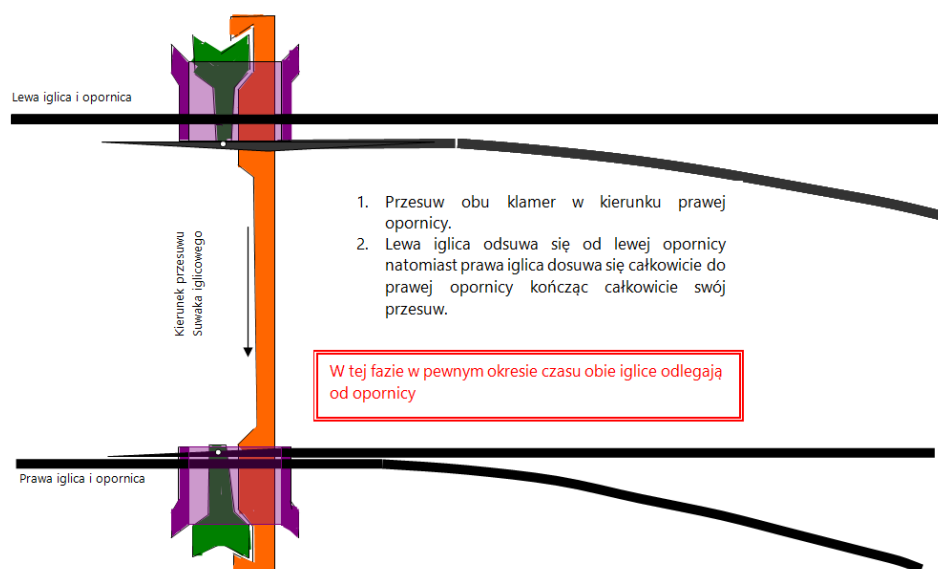 Lewa iglica i opornica
1. Przesuw obu klamer w kierunku prawej
opornicy.
2. Lewa iglica odsuwa się od lewej opornicy
natomiast prawa iglica dosuwa się całkowicie do
prawej opornicy kończąc całkowicie swój
przesuw.
Kierunek przesuwu
Suwaka iglicowego
W tej fazie w pewnym okresie czasu obie iglice odlegają
od opornicy
Prawa iglica i opornica